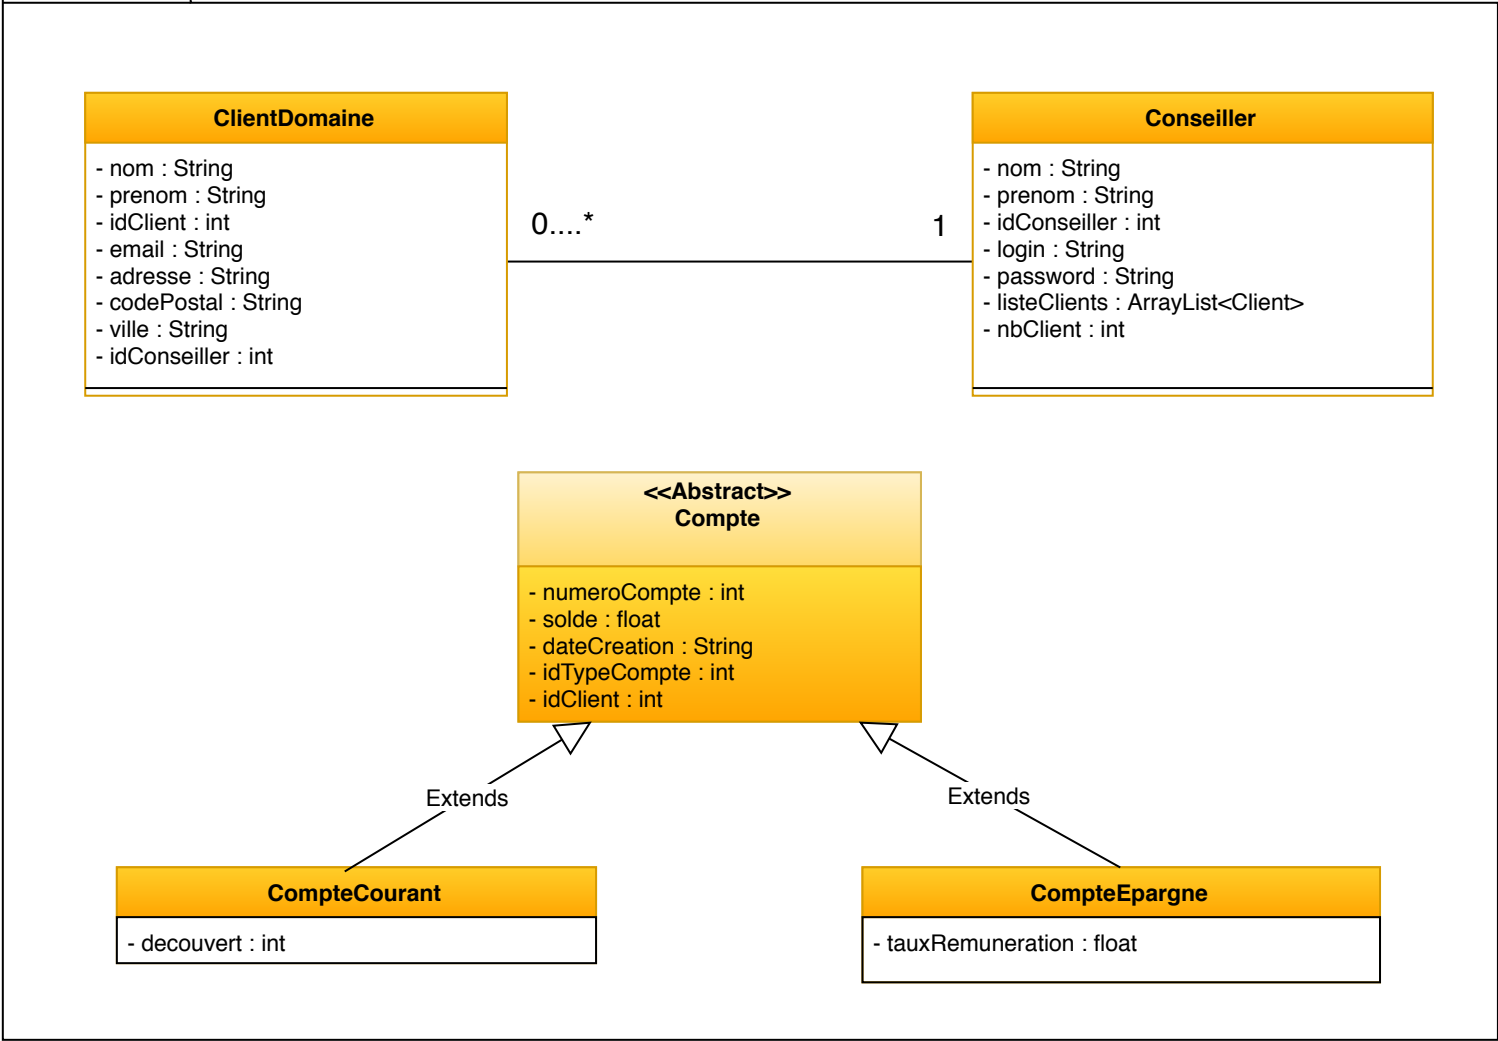 ClientDomaine
- nom : String
- prenom : String
- idClient : int
- email : String
- adresse : String
- codePostal : String
- ville : String
- idConseiller : int
0....*
1
Conseiller
- nom : String
- prenom : String
- idConseiller : int
- login : String
- password : String
- listeClients : ArrayList<Client>
- nbClient : int
<<Abstract>>
Compte
- numeroCompte : int
- solde : float
- dateCreation : String
- idTypeCompte : int
- idClient : int
Extends
Extends
CompteCourant
- decouvert : int
CompteEpargne
- tauxRemuneration : float